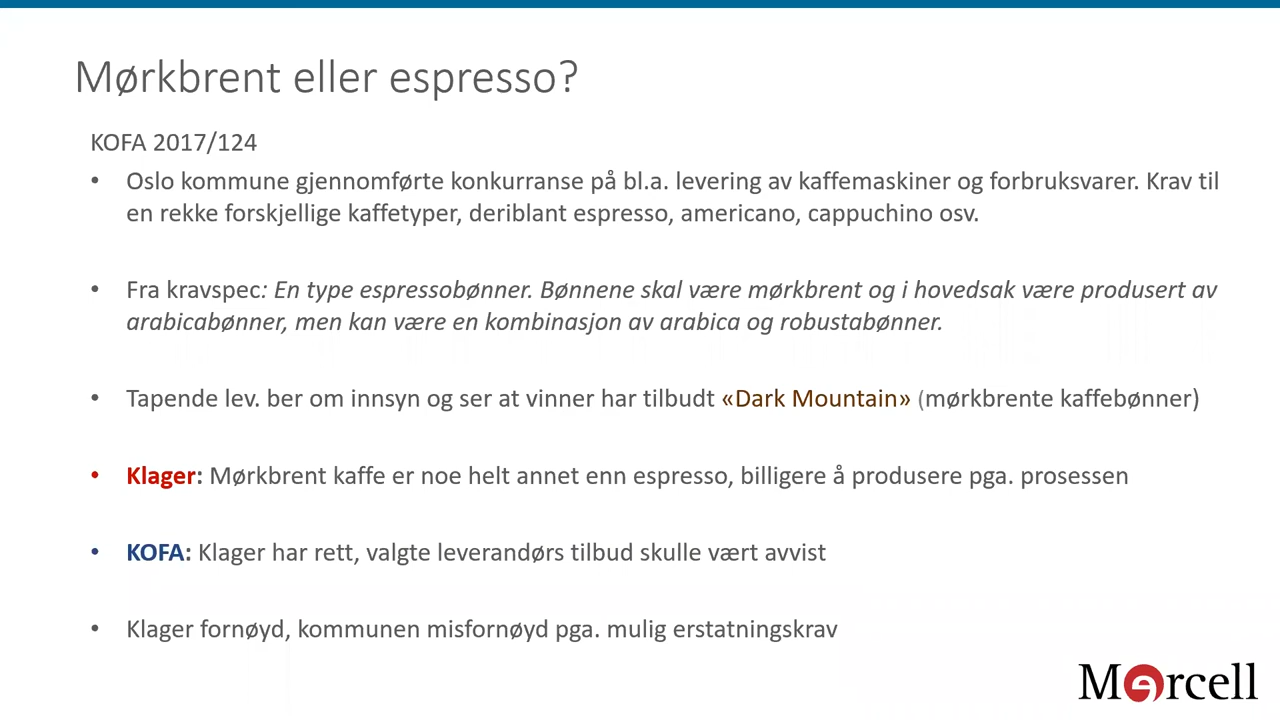 Mørkbrent eller espresso?
KOFA 2017/124
• Oslo kommune gjennomførte konkurranse på bl.a. levering av kaffemaskiner og forbruksvarer. Krav til
en rekke forskjellige kaffetyper, deriblant espresso, americano, cappuchino osv.
• Fra kravspec: En type espressobønner. Bønnene skal være mørkbrent og i hovedsak være produsert av
arabicabønner, men kan være en kombinasjon av arabica og robustabønner.
• Tapende lev. ber om innsyn og ser at vinner har tilbudt «Dark Mountain» (mørkbrente kaffebønner)
• Klager: Mørkbrent kaffe er noe helt annet enn espresso, billigere å produsere pga. prosessen
• KOFA: Klager har rett, valgte leverandørs tilbud skulle vært avvist
• Klager fornøyd, kommunen misfornøyd pga. mulig erstatningskrav
Mercell